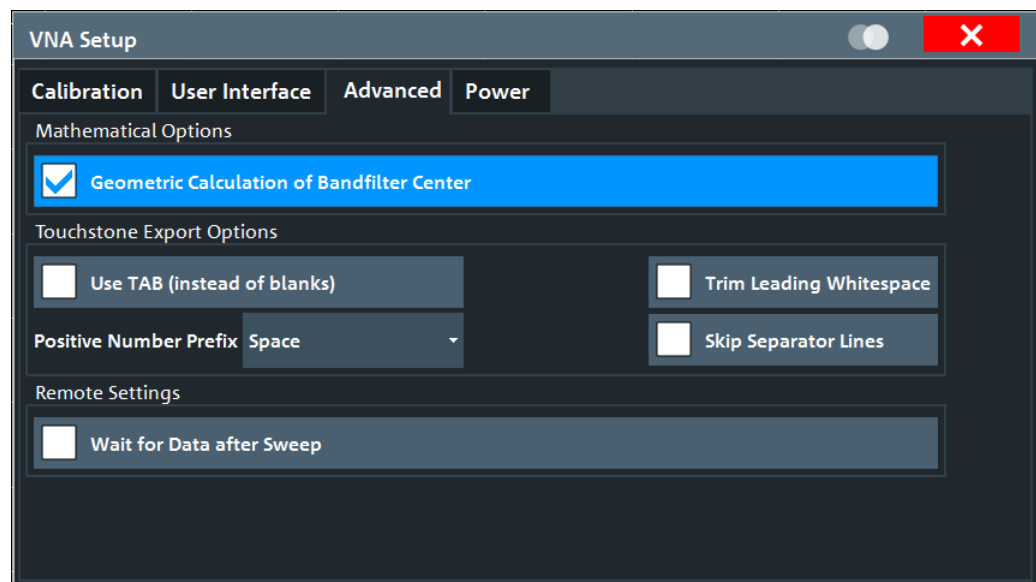 VNA Setup
Calibration User Interface Advanced Power
Mathematical Options
Geometric Calculation of Bandfilter Center
Touchstone Export Options
Use TAB (instead of blanks) Trim Leading Whitespace
Positive Number Prefix Space Skip Separator Lines
Remote Settings
Wait for Data after Sweep